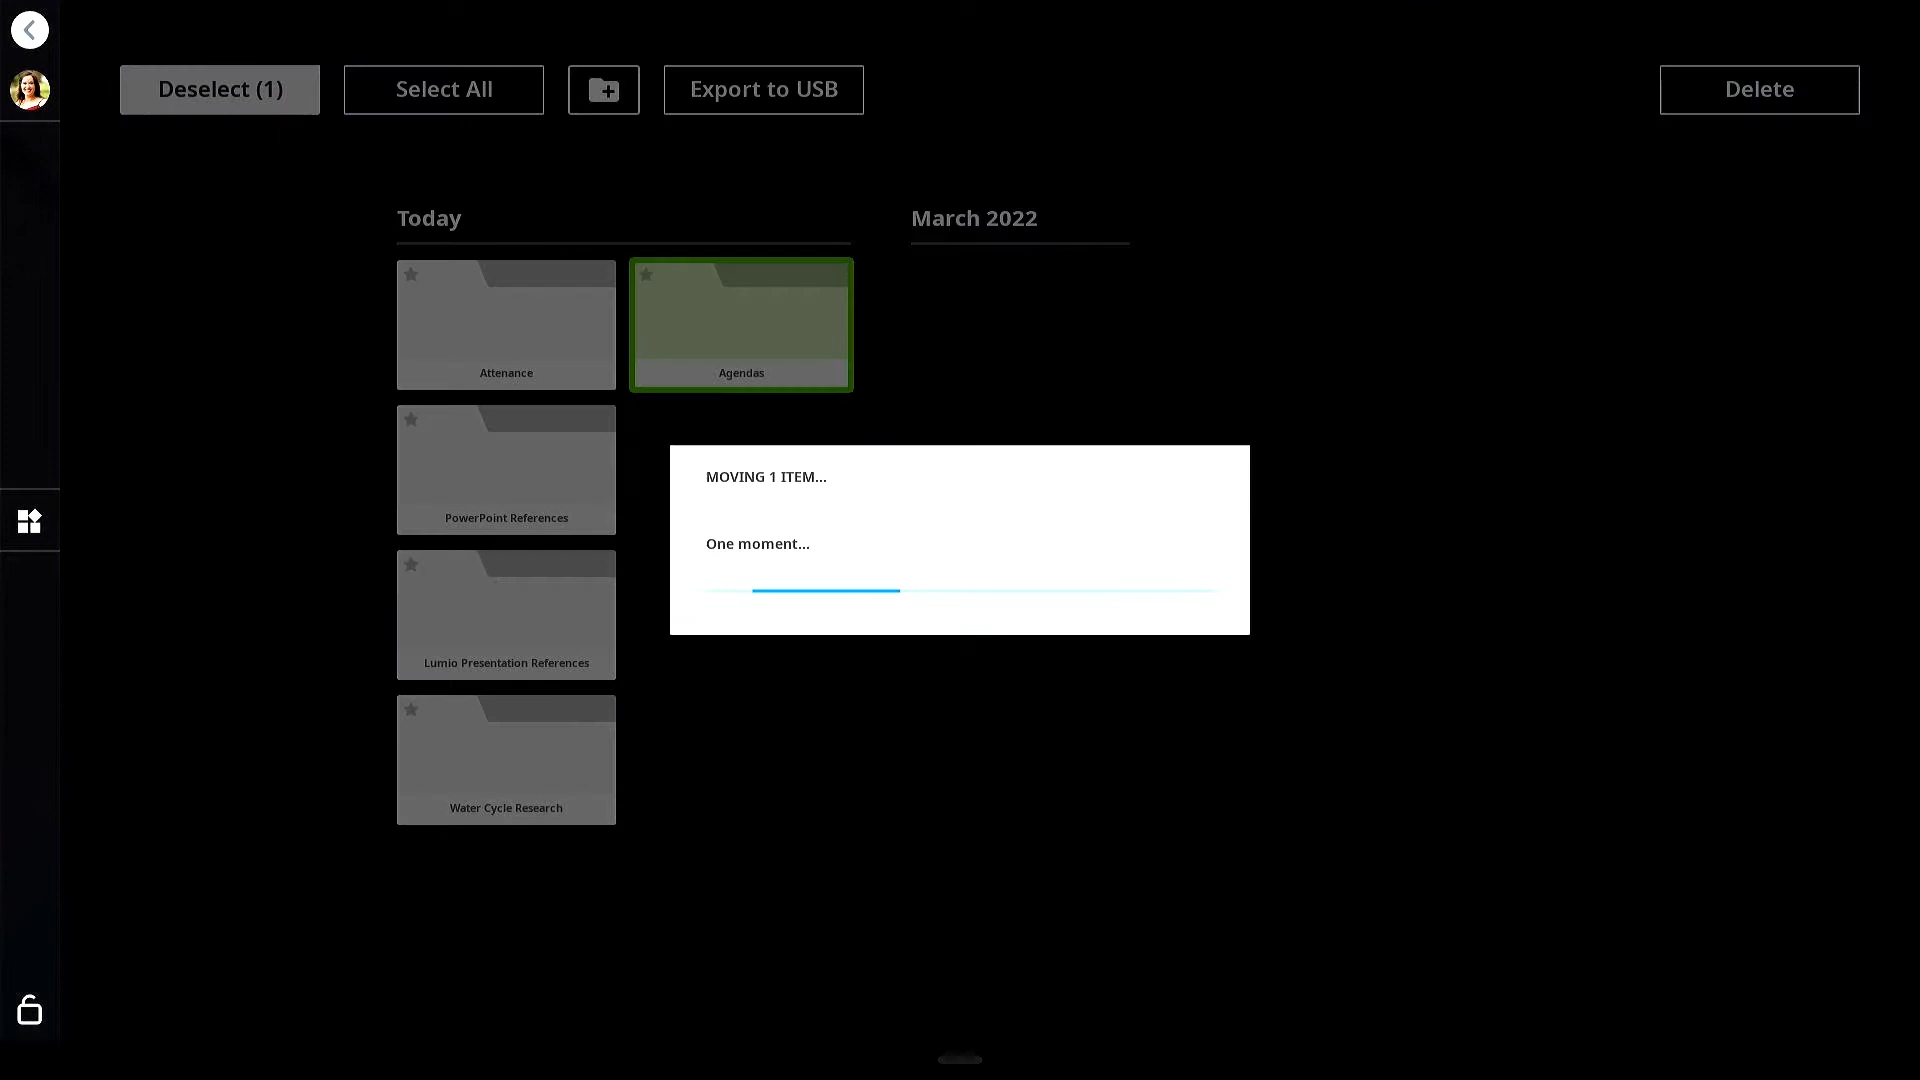 Deselect (1)
Select All
Export to USB
Delete
Today
March 2022
Attenance
Agendas
PowerPoint References
Lumio Presentation References
Water Cycle Research
MOVING 1 ITEM...
One moment...